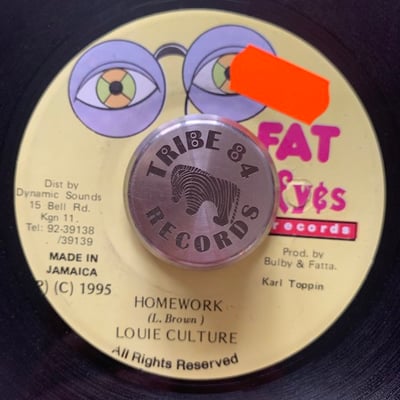 FAT
Eyes
records
TRIBE 84
RECORDS
Dist by
Dynamic Sounds
15 Bell Rd.
Kgn 11.
Tel: 92-39138
/39139
MADE IN
JAMAICA
P) (C) 1995
Prod. by
Bulby & Fatta.
Karl Toppin
HOMEWORK
(L. Brown)
LOUIE CULTURE
All Rights Reserved